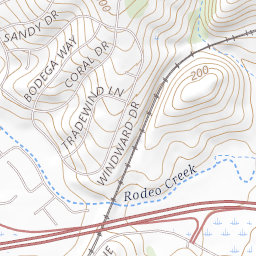 SANDY DR
BODEGA WAY
CORAL DR
TRADEWIND LN
WINDWARD DR
200
Rodeo Creek